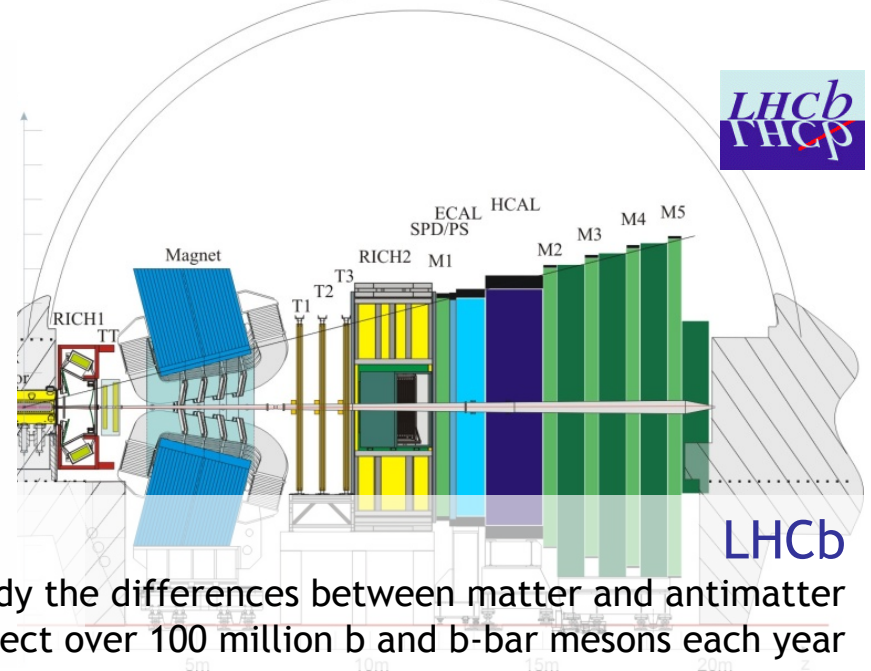 LHCb
LHCb
HCAL
ECAL
SPD/PS
M5
M4
M3
M2
M1
RICH2
Magnet
T3
T2
T1
RICH1
TT
or
LHCb
dy the differences between matter and antimatter
ect over 100 million b and b-bar mesons each year
5m
10m
15m
20m
z